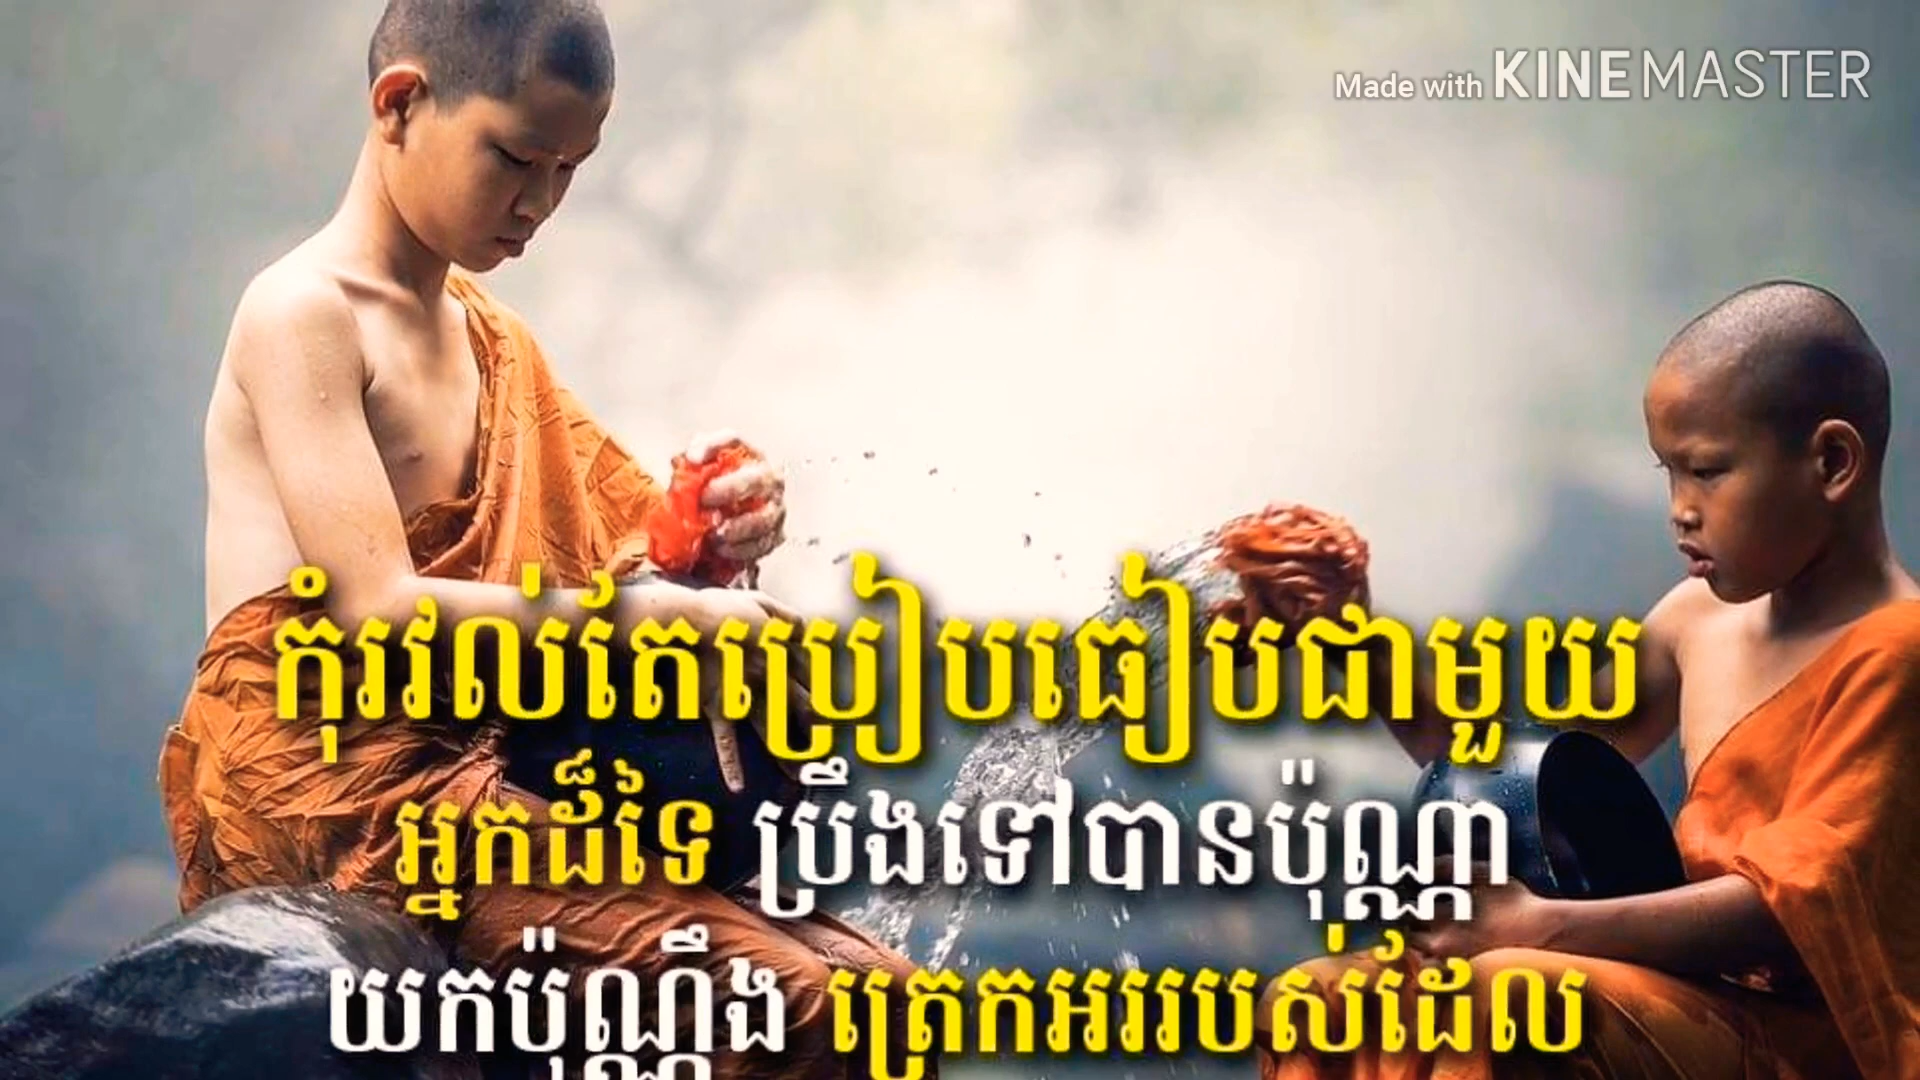 Made with KINEMASTER
កុំរវល់តែប្រៀបធៀបជាមួយ
អ្នកដ៏ទៃ ប្រឹងទៅបានប៉ុណ្ណា
យកប៉ុណ្ណឹង ត្រេកអររបស់ដែល